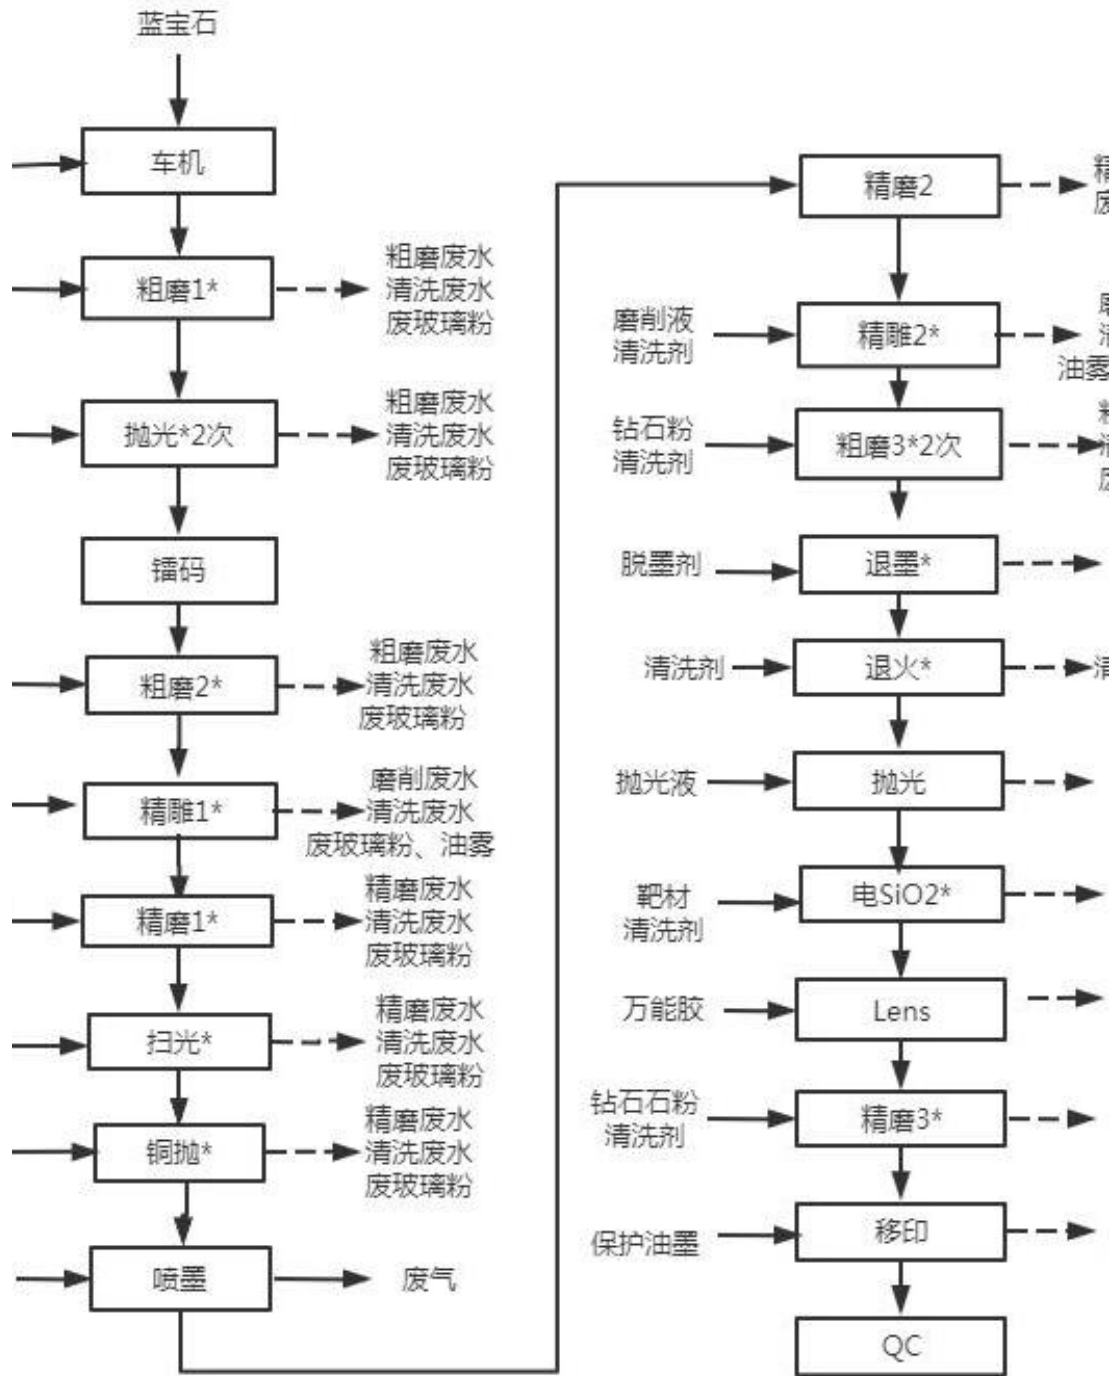 蓝宝石
车机
粗磨1*
粗磨废水
清洗废水
废玻璃粉
抛光*2次
粗磨废水
清洗废水
废玻璃粉
镭码
粗磨2*
粗磨废水
清洗废水
废玻璃粉
精雕1*
磨削废水
清洗废水
废玻璃粉、油雾
精磨1*
精磨废水
清洗废水
废玻璃粉
扫光*
精磨废水
清洗废水
废玻璃粉
铜抛*
精磨废水
清洗废水
废玻璃粉
喷墨
废气
精磨2
精
废
磨削液
清洗剂
精雕2*
油雾
钻石粉
清洗剂
粗磨3*2次
脱墨剂
退墨*
清洗剂
退火*
清
抛光液
抛光
靶材
清洗剂
电SiO2*
万能胶
Lens
钻石石粉
清洗剂
精磨3*
保护油墨
移印
QC